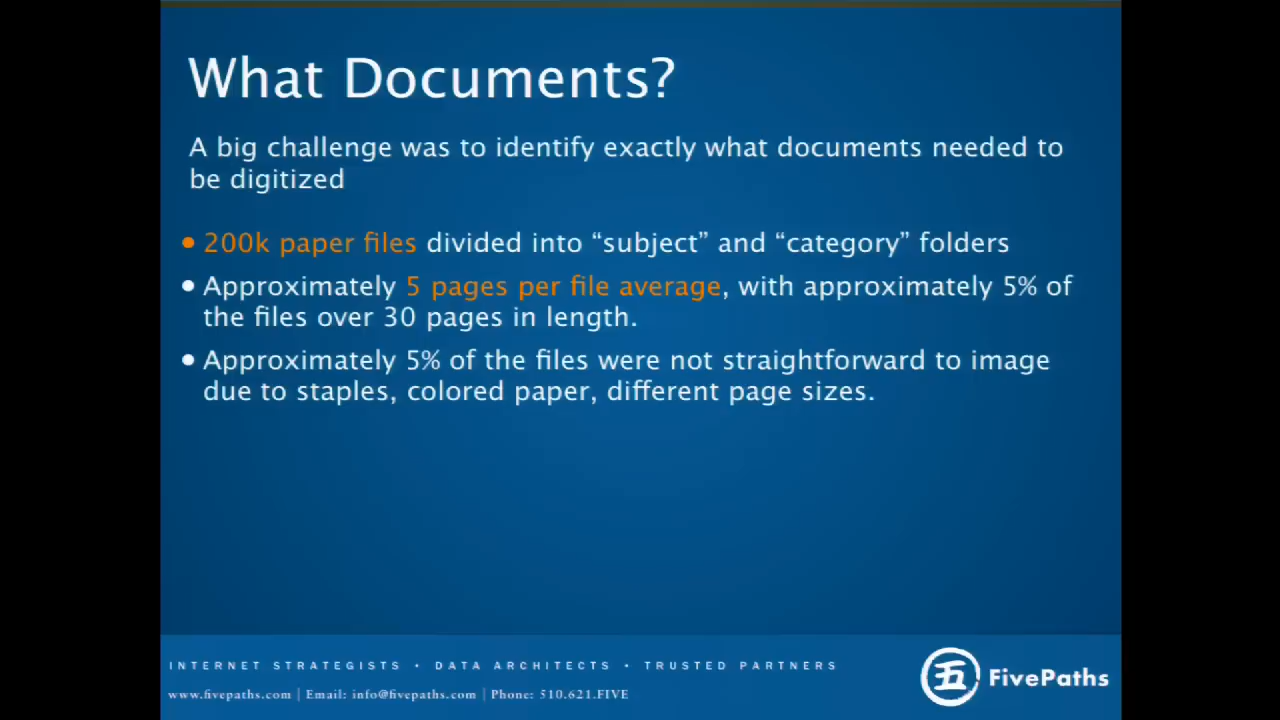 What Documents?
A big challenge was to identify exactly what documents needed to
be digitized
• 200k paper files divided into “subject” and “category” folders
• Approximately 5 pages per file average, with approximately 5% of
the files over 30 pages in length.
• Approximately 5% of the files were not straightforward to image
due to staples, colored paper, different page sizes.
INTERNET STRATEGISTS • DATA ARCHITECTS • TRUSTED PARTNERS
www.fivepaths.com | Email: info@fivepaths.com | Phone: 510.621.FIVE
五 FivePaths